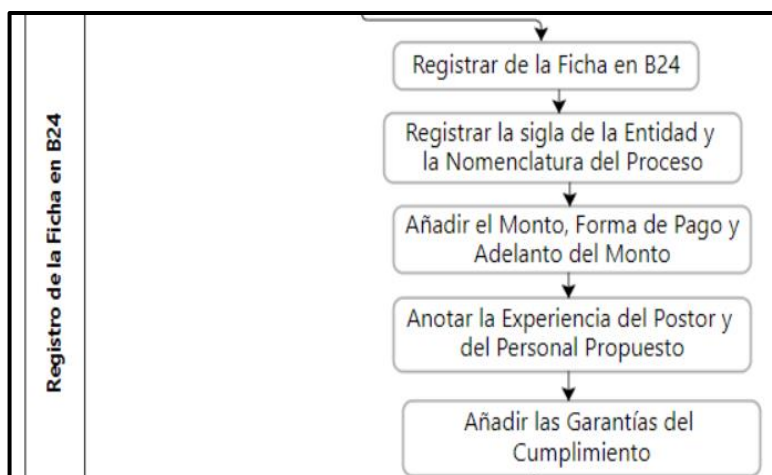 Registro de la Ficha en B24
Registrar de la Ficha en B24
Registrar la sigla de la Entidad y
la Nomenclatura del Proceso
Añadir el Monto, Forma de Pago y
Adelanto del Monto
Anotar la Experiencia del Postor y
del Personal Propuesto
Añadir las Garantías del
Cumplimiento